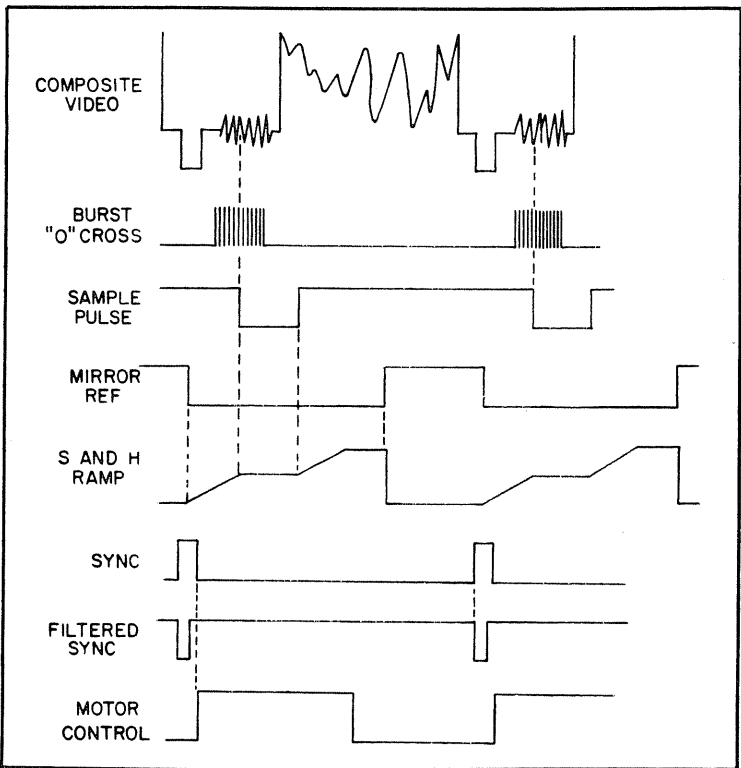 COMPOSITE
VIDEO
BURST
"O" CROSS
SAMPLE
PULSE
MIRROR
REF
S AND H
RAMP
SYNC
FILTERED
SYNC
MOTOR
CONTROL